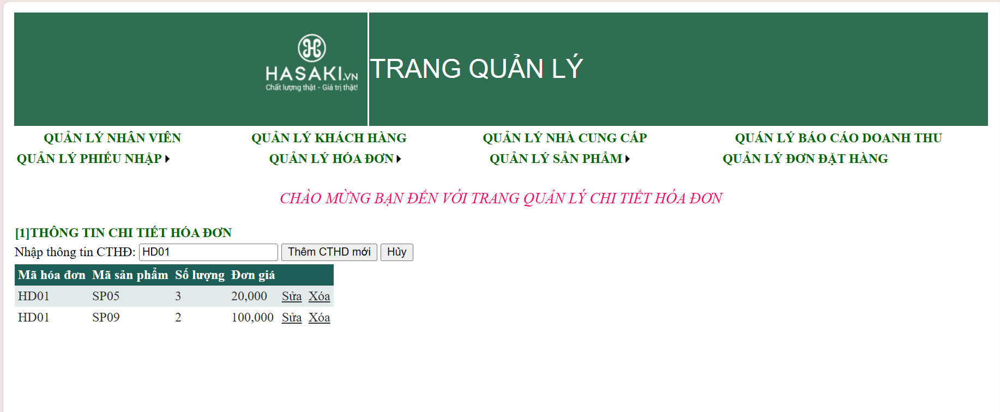 HASAKI.VN
Chất lượng thật - Giá trị thật!
TRANG QUẢN LÝ
QUẢN LÝ NHÂN VIÊN QUẢN LÝ KHÁCH HÀNG QUẢN LÝ NHÀ CUNG CẤP QUÁN LÝ BÁO CÁO DOANH THU
QUẢN LÝ PHIẾU NHẬP QUẢN LÝ HÓA ĐƠN QUẢN LÝ SẢN PHẨM QUẢN LÝ ĐƠN ĐẶT HÀNG
CHÀO MỪNG BẠN ĐẾN VỚI TRANG QUẢN LÝ CHI TIẾT HÓA ĐƠN
[1]THÔNG TIN CHI TIẾT HÓA ĐƠN
Nhập thông tin CTHĐ: HD01 Thêm CTHD mới Hủy
Mã hóa đơn Mã sản phẩm Số lượng Đơn giá
HD01 SP05 3 20,000 Sửa Xóa
HD01 SP09 2 100,000 Sửa Xóa